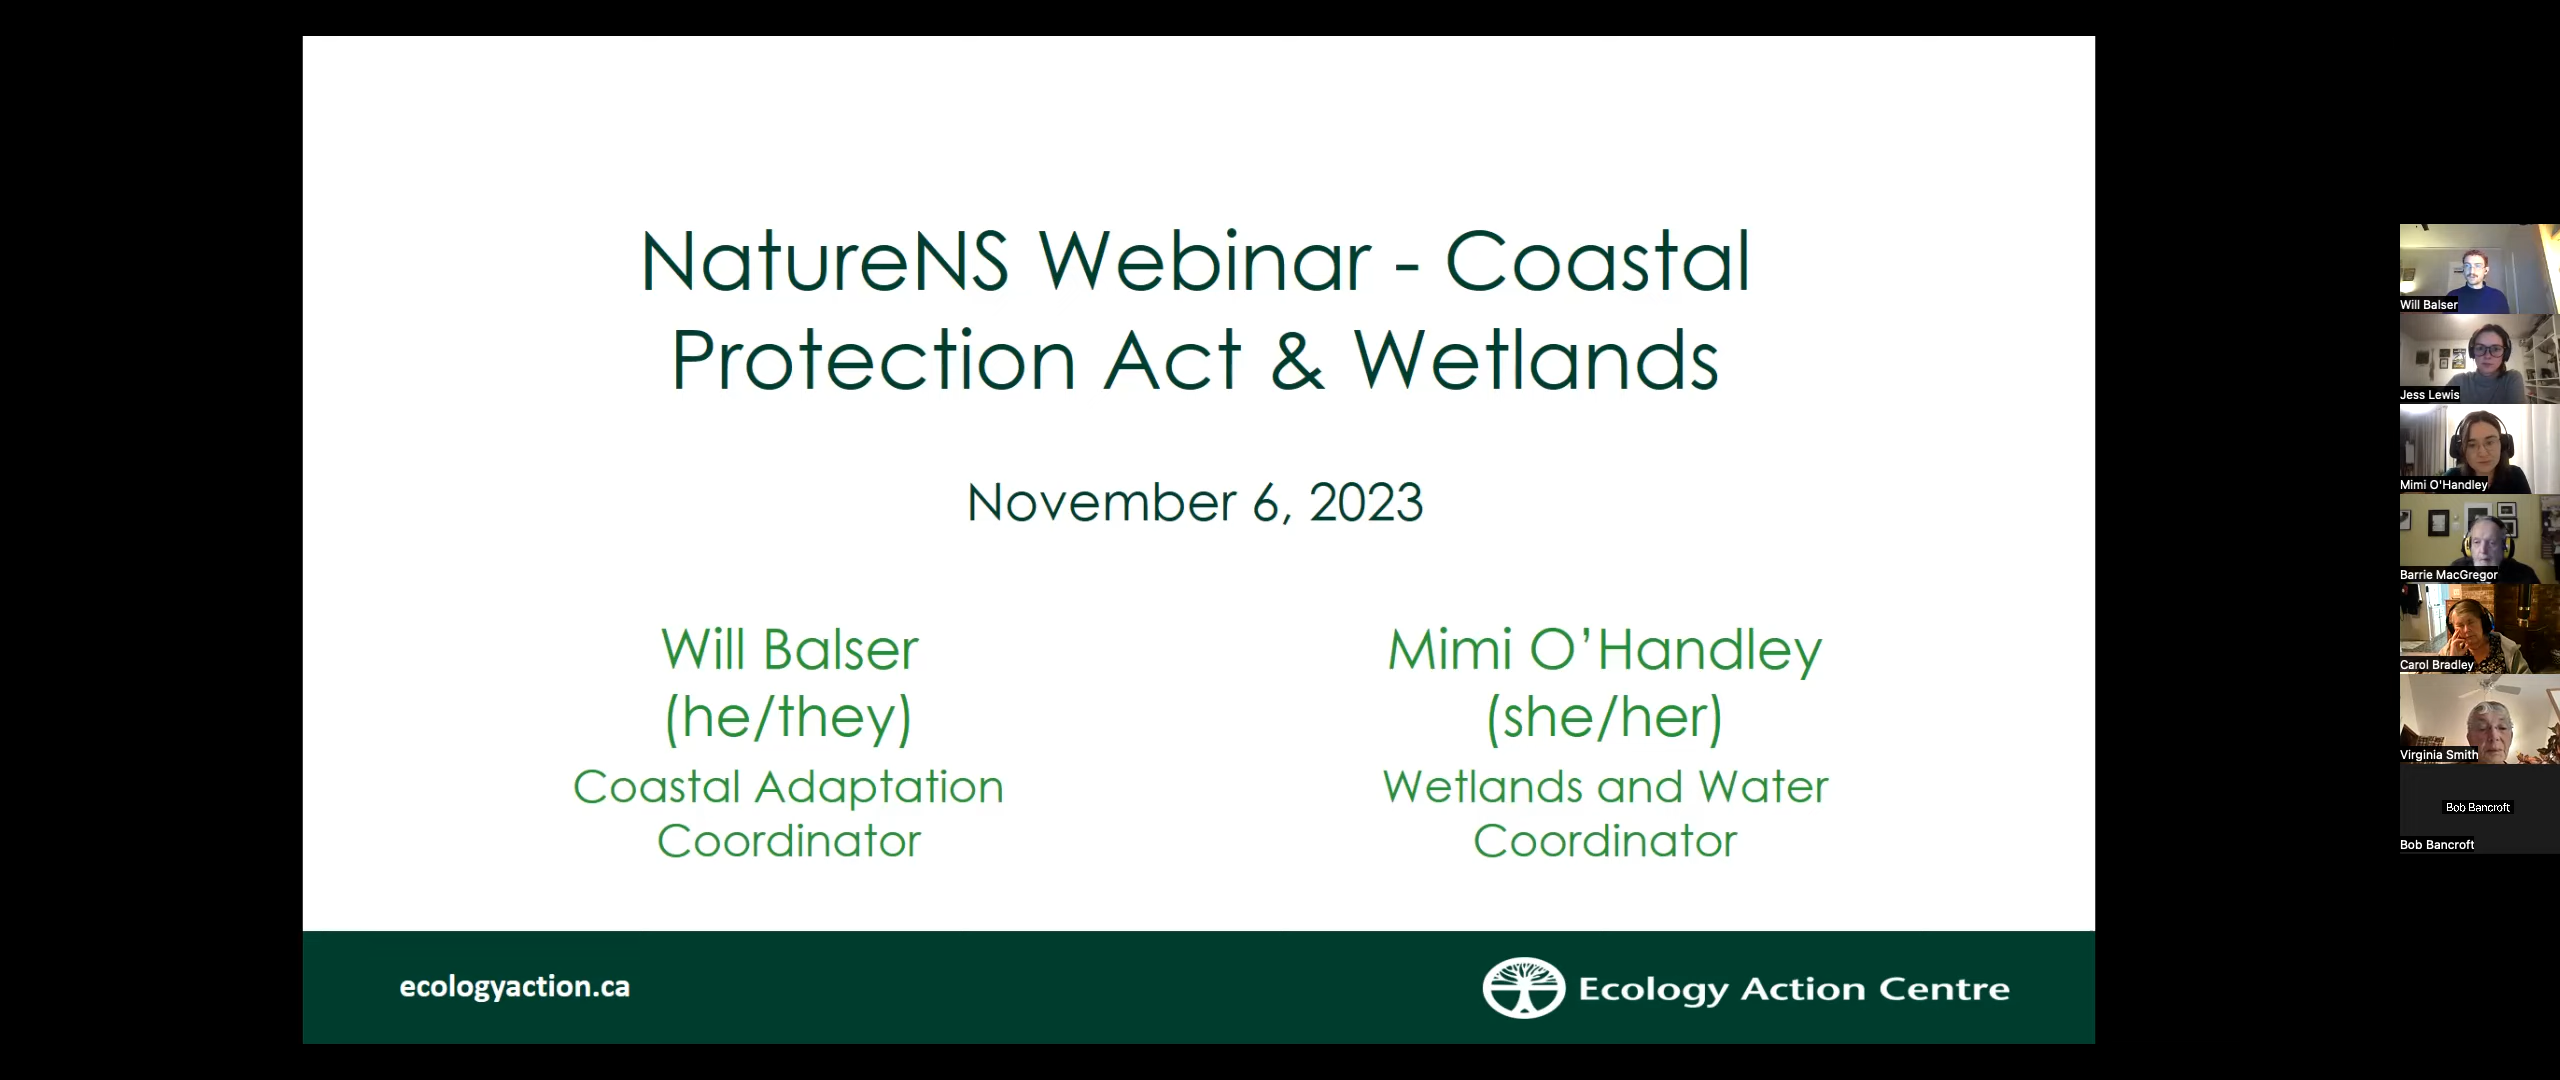 NatureNS Webinar - Coastal
Protection Act & Wetlands
November 6, 2023
Will Balser
(he/they)
Coastal Adaptation
Coordinator
Mimi O’Handley
(she/her)
Wetlands and Water
Coordinator
ecologyaction.ca
Ecology Action Centre
Will Balser
Jess Lewis
Mimi O'Handley
Barrie MacGregor
Carol Bradley
Virginia Smith
Bob Bancroft
Bob Bancroft